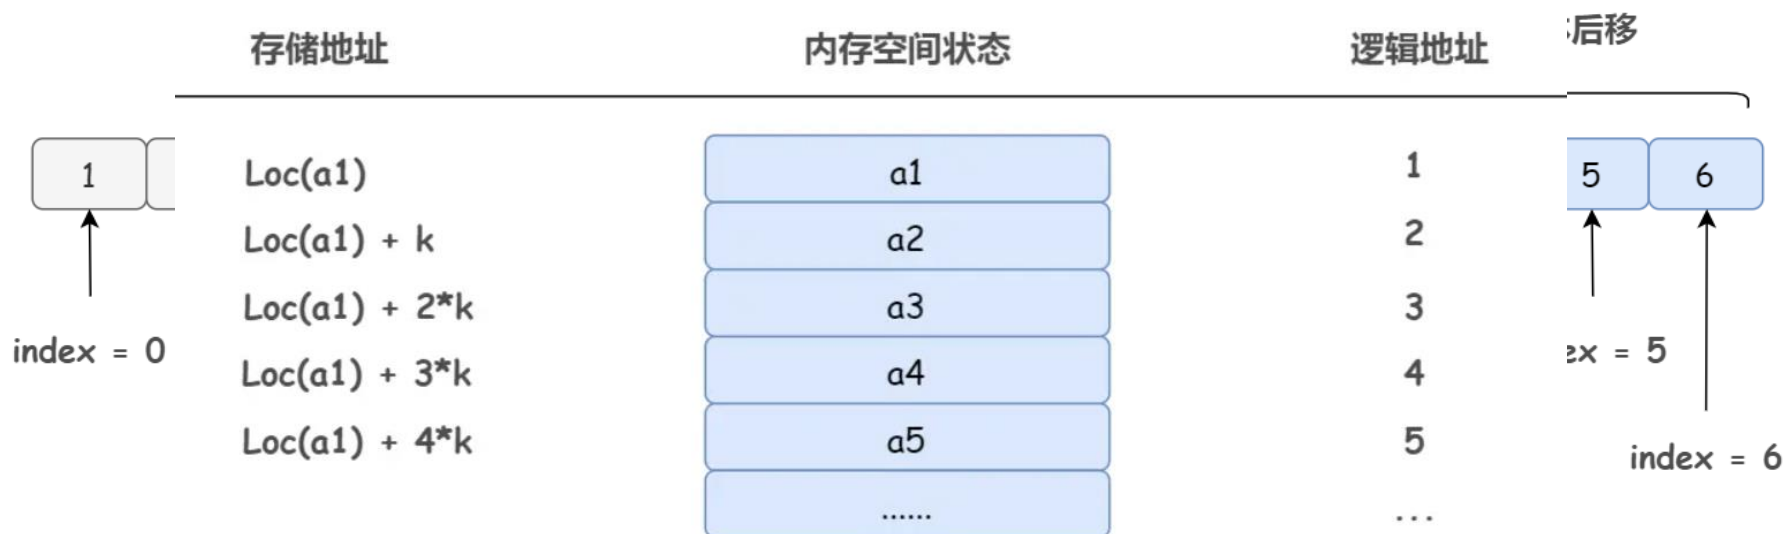 存储地址 内存空间状态 逻辑地址 后移
1 Loc(a1) a1 1 5 6
Loc(a1) + k a2 2
Loc(a1) + 2*k a3 3
index = 0 Loc(a1) + 3*k a4 4 = 5
Loc(a1) + 4*k a5 5 index = 6
...... ...